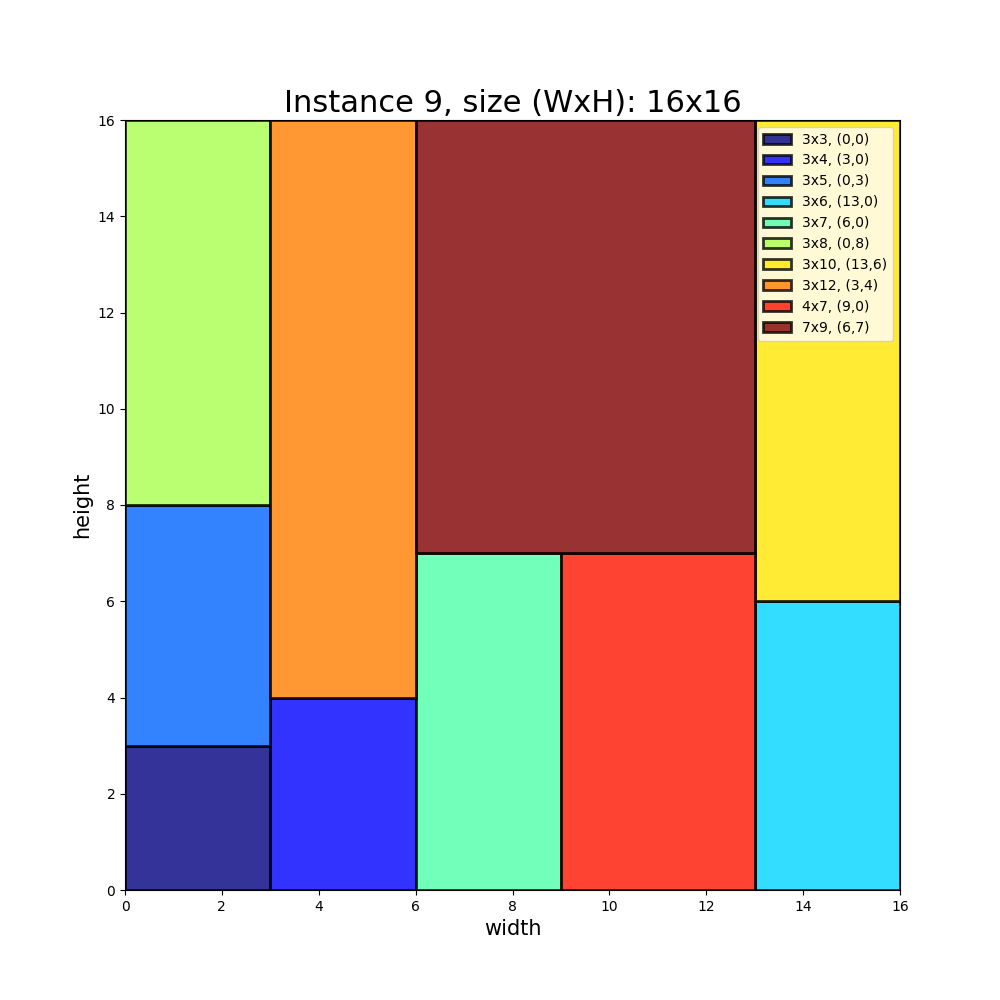 Instance 9, size (WxH): 16x16
3x3, (0,0)
3x4, (3,0)
3x5, (0,3)
3x6, (13,0)
3x7, (6,0)
3x8, (0,8)
3x10, (13,6)
3x12, (3,4)
4x7, (9,0)
7x9, (6,7)
16
14
12
10
8
6
4
2
0
height
0 2 4 6 8 10 12 14 16
width